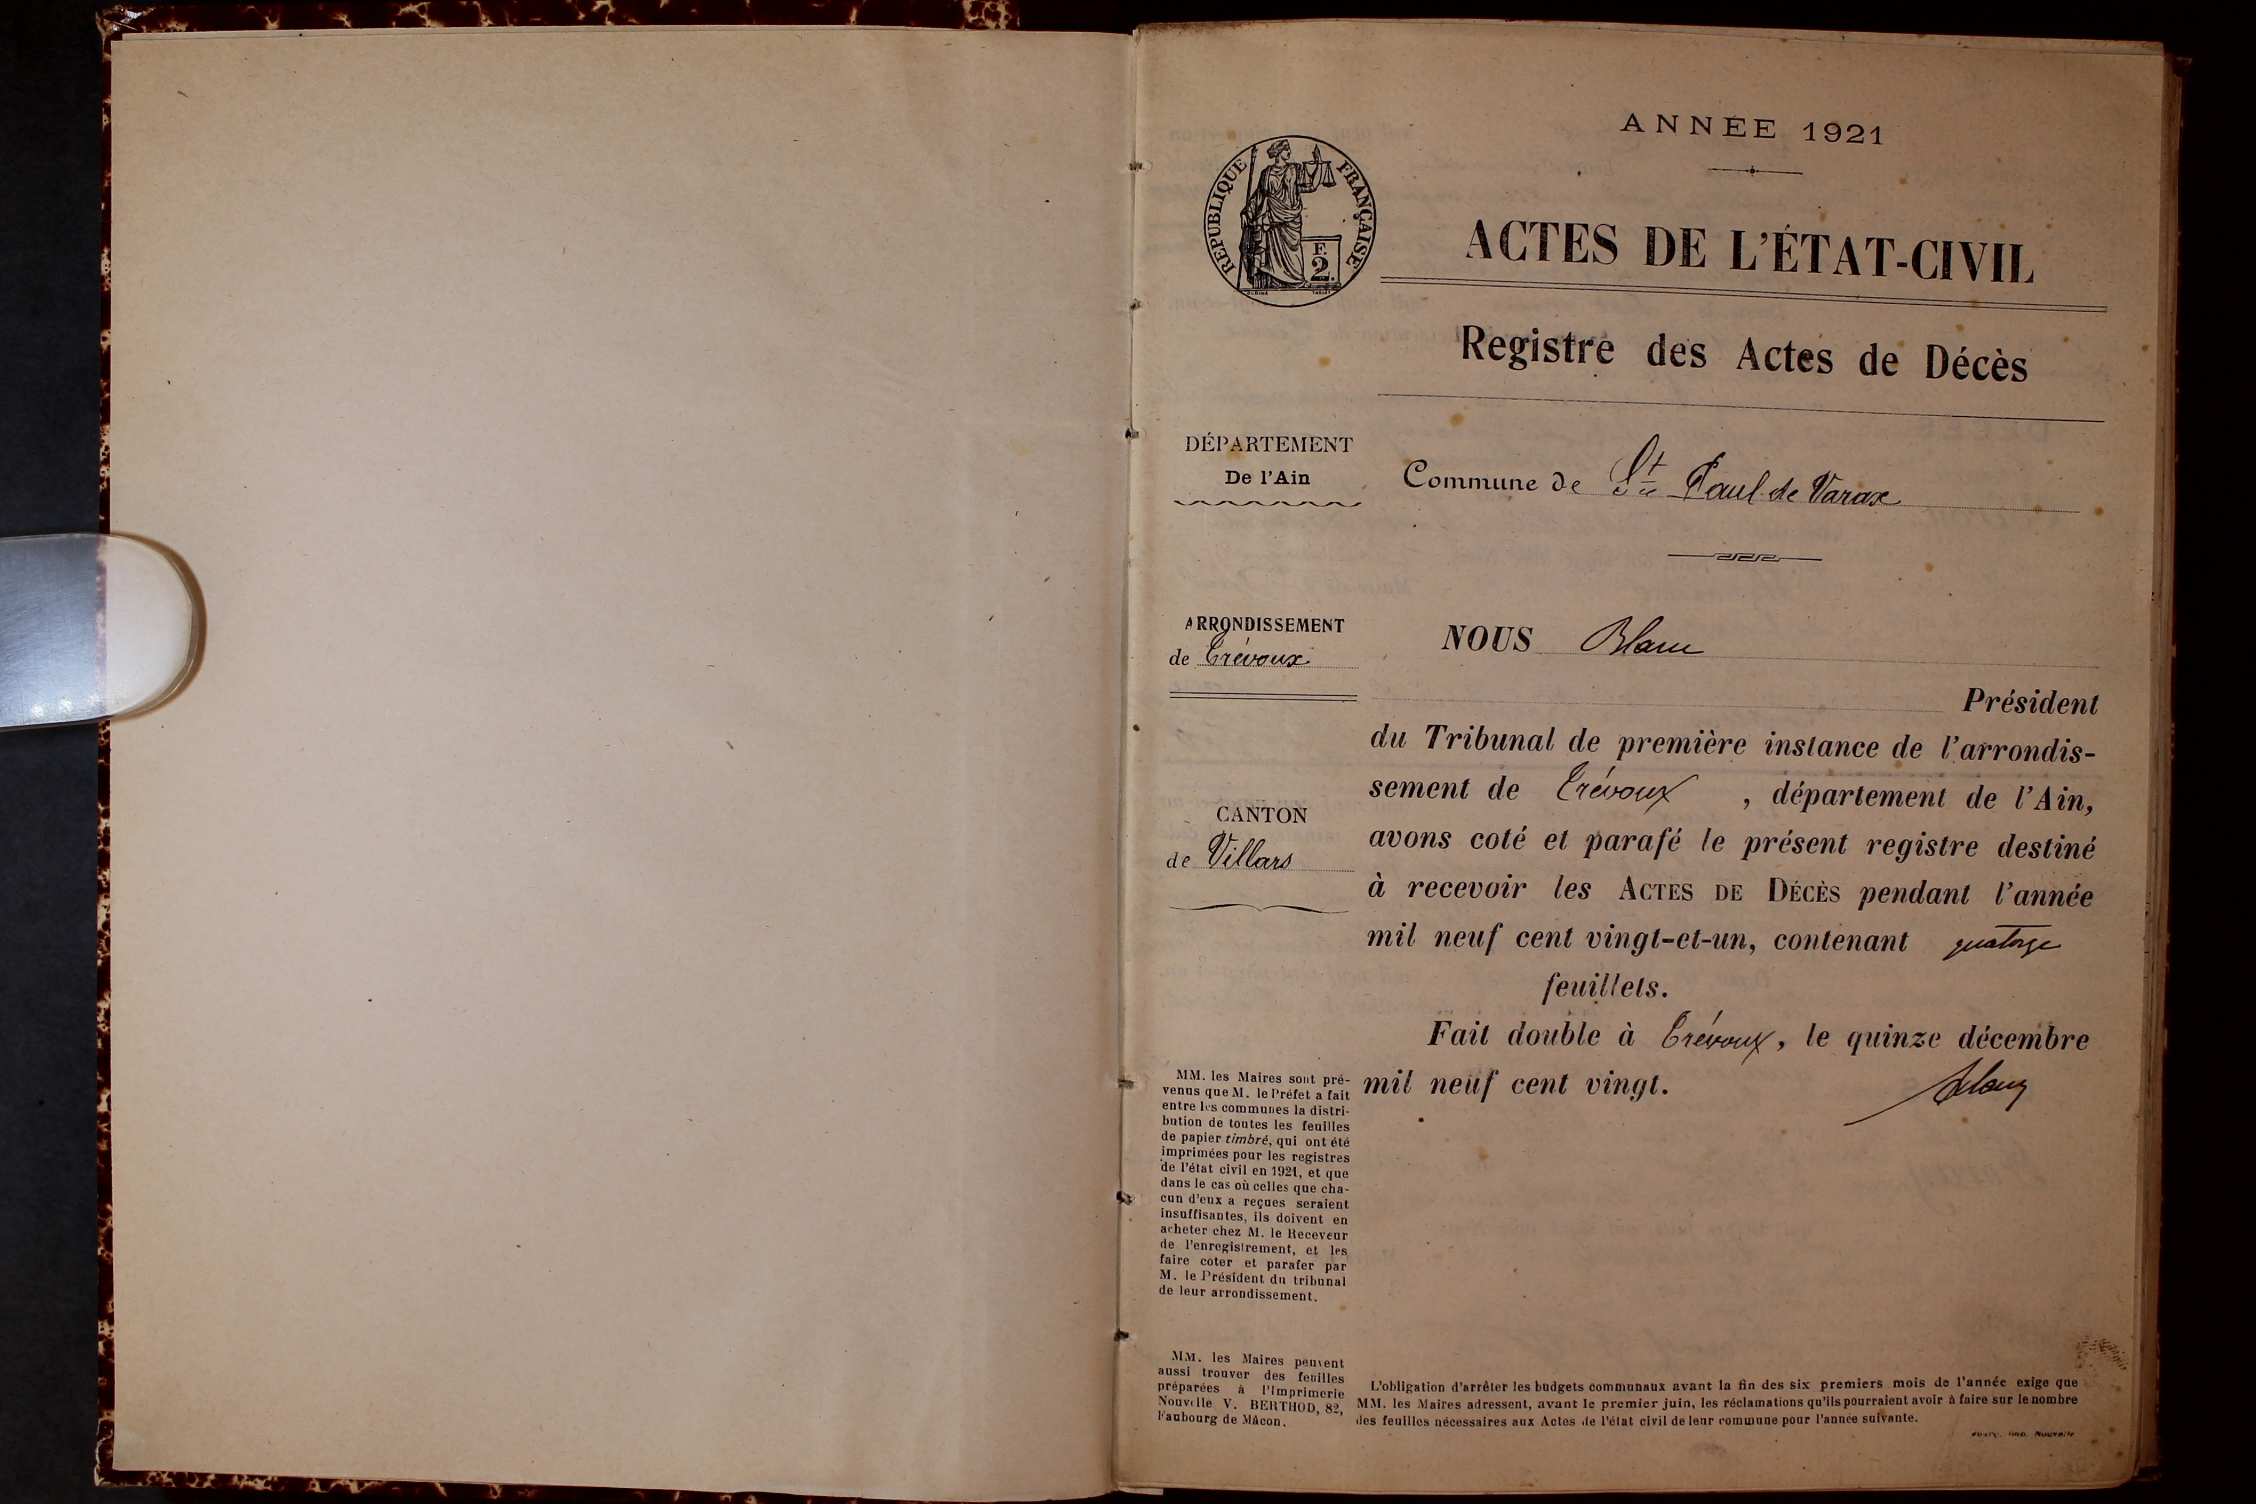 ANNÉE 1921
RÉPUBLIQUE FRANÇAISE
F.
2.
ACTES DE L'ÉTAT-CIVIL
Registre des Actes de Décès
DÉPARTEMENT
De l'Ain
Commune de St Paul de Varax
ARRONDISSEMENT
de Trévoux
NOUS Blanc
Président
du Tribunal de première instance de l'arrondis-
sement de Trévoux, département de l'Ain,
avons coté et parafé le présent registre destiné
à recevoir les ACTES DE DÉCÈS pendant l'année
mil neuf cent vingt-et-un, contenant quatorze
feuillets.
Fait double à Trévoux, le quinze décembre
mil neuf cent vingt.
Blanc
CANTON
de Villars
MM. les Maires sont pré-
venus que M. le Préfet a fait
entre les communes la distri-
bution de toutes les feuilles
de papier timbré, qui ont été
imprimées pour les registres
de l'état civil en 1921, et que
dans le cas où celles que cha-
cun d'eux a reçues seraient
insuffisantes, ils doivent en
acheter chez M. le Receveur
de l'enregistrement, et les
faire coter et parafer par
M. le Président du tribunal
de leur arrondissement.
MM. les Maires peuvent
aussi trouver des feuilles
préparées à l'Imprimerie
Nouvelle V. BERTHOD, 82,
Faubourg de Mâcon.
L'obligation d'arrêter les budgets communaux avant la fin des six premiers mois de l'année exige que
MM. les Maires adressent, avant le premier juin, les réclamations qu'ils pourraient avoir à faire sur le nombre
des feuilles nécessaires aux Actes de l'état civil de leur commune pour l'année suivante.
Bourg, Imp. Nouvelle